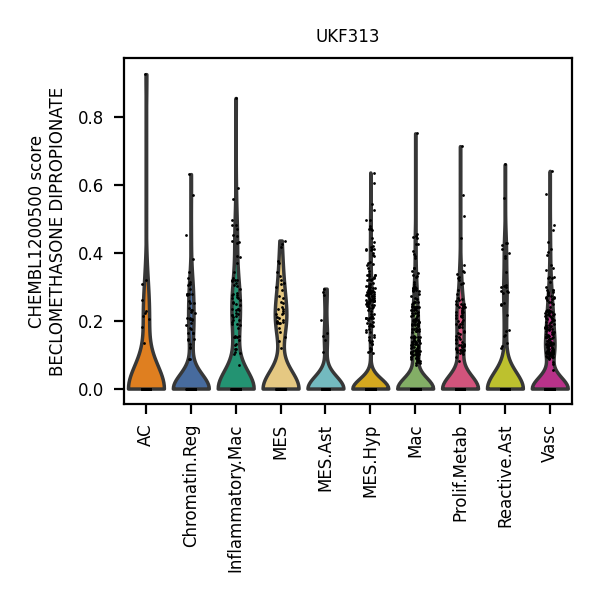 UKF313
CHEMBL1200500 score
BECLOMETHASONE DIPROPIONATE
0.8
0.6
0.4
0.2
0.0
AC
Chromatin.Reg
Inflammatory.Mac
MES
MES.Ast
MES.Hyp
Mac
Prolif.Metab
Reactive.Ast
Vasc